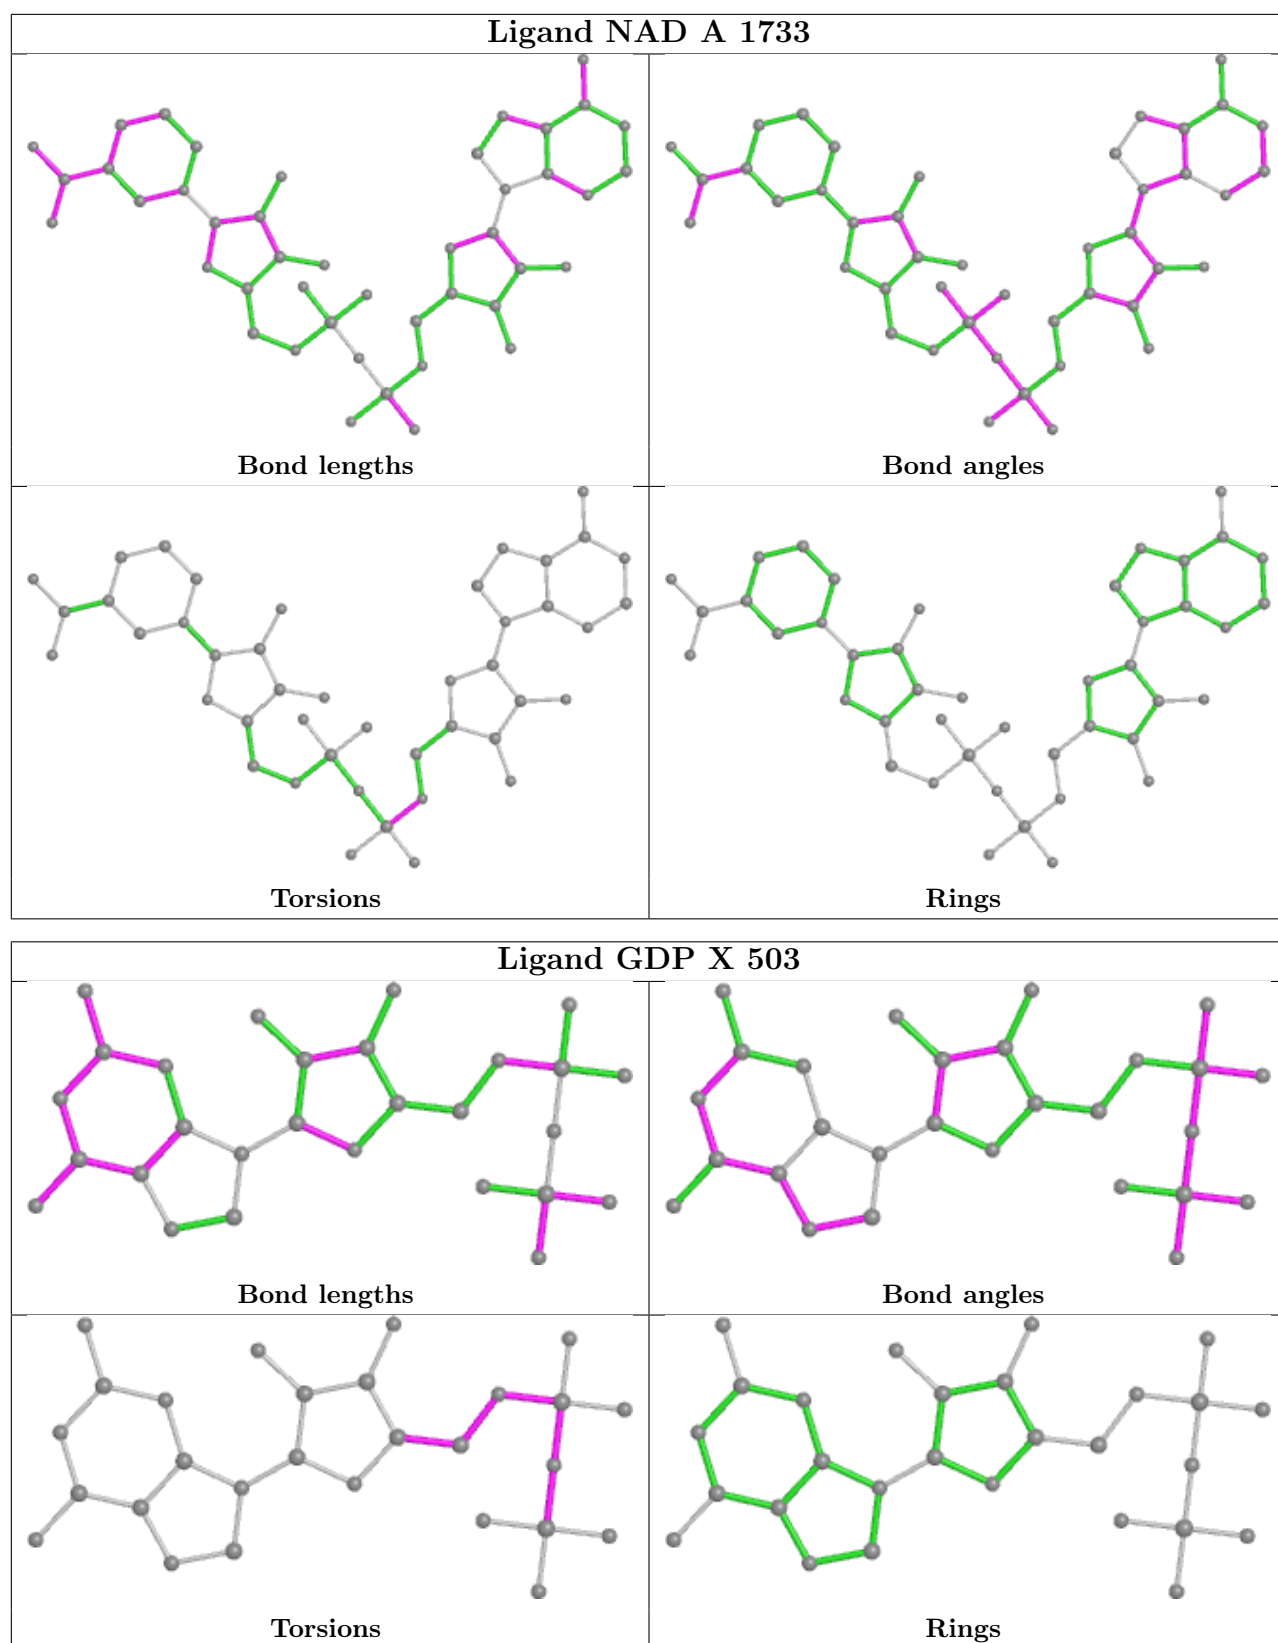 Ligand NAD A 1733
Bond lengths
Bond angles
Torsions
Rings
Ligand GDP X 503
Bond lengths
Bond angles
Torsions
Rings